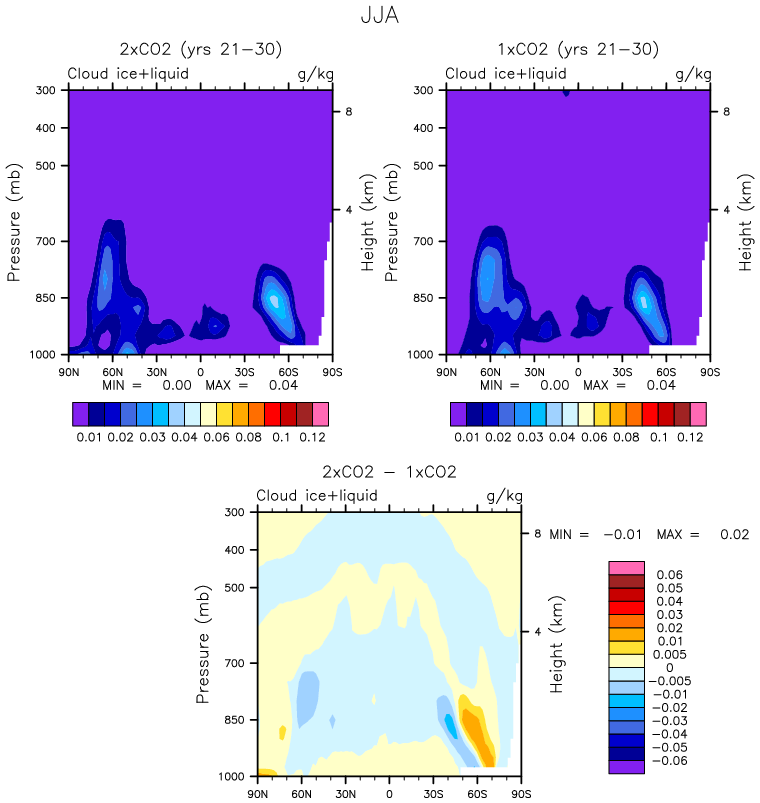 JJA
2xCO2 (yrs 21-30)
Cloud ice+liquid g/kg
300
400
500
700
850
1000
Pressure (mb)
8
4
Height (km)
90N 60N 30N 0 30S 60S 90S
MIN = 0.00 MAX = 0.04
0.01 0.02 0.03 0.04 0.06 0.08 0.1 0.12
1xCO2 (yrs 21-30)
Cloud ice+liquid g/kg
300
400
500
700
850
1000
Pressure (mb)
8
4
Height (km)
90N 60N 30N 0 30S 60S 90S
MIN = 0.00 MAX = 0.04
0.01 0.02 0.03 0.04 0.06 0.08 0.1 0.12
2xCO2 - 1xCO2
Cloud ice+liquid g/kg
300
400
500
700
850
1000
Pressure (mb)
8
4
Height (km)
90N 60N 30N 0 30S 60S 90S
MIN = -0.01 MAX = 0.02
0.06
0.05
0.04
0.03
0.02
0.01
0.005
0
-0.005
-0.01
-0.02
-0.03
-0.04
-0.05
-0.06